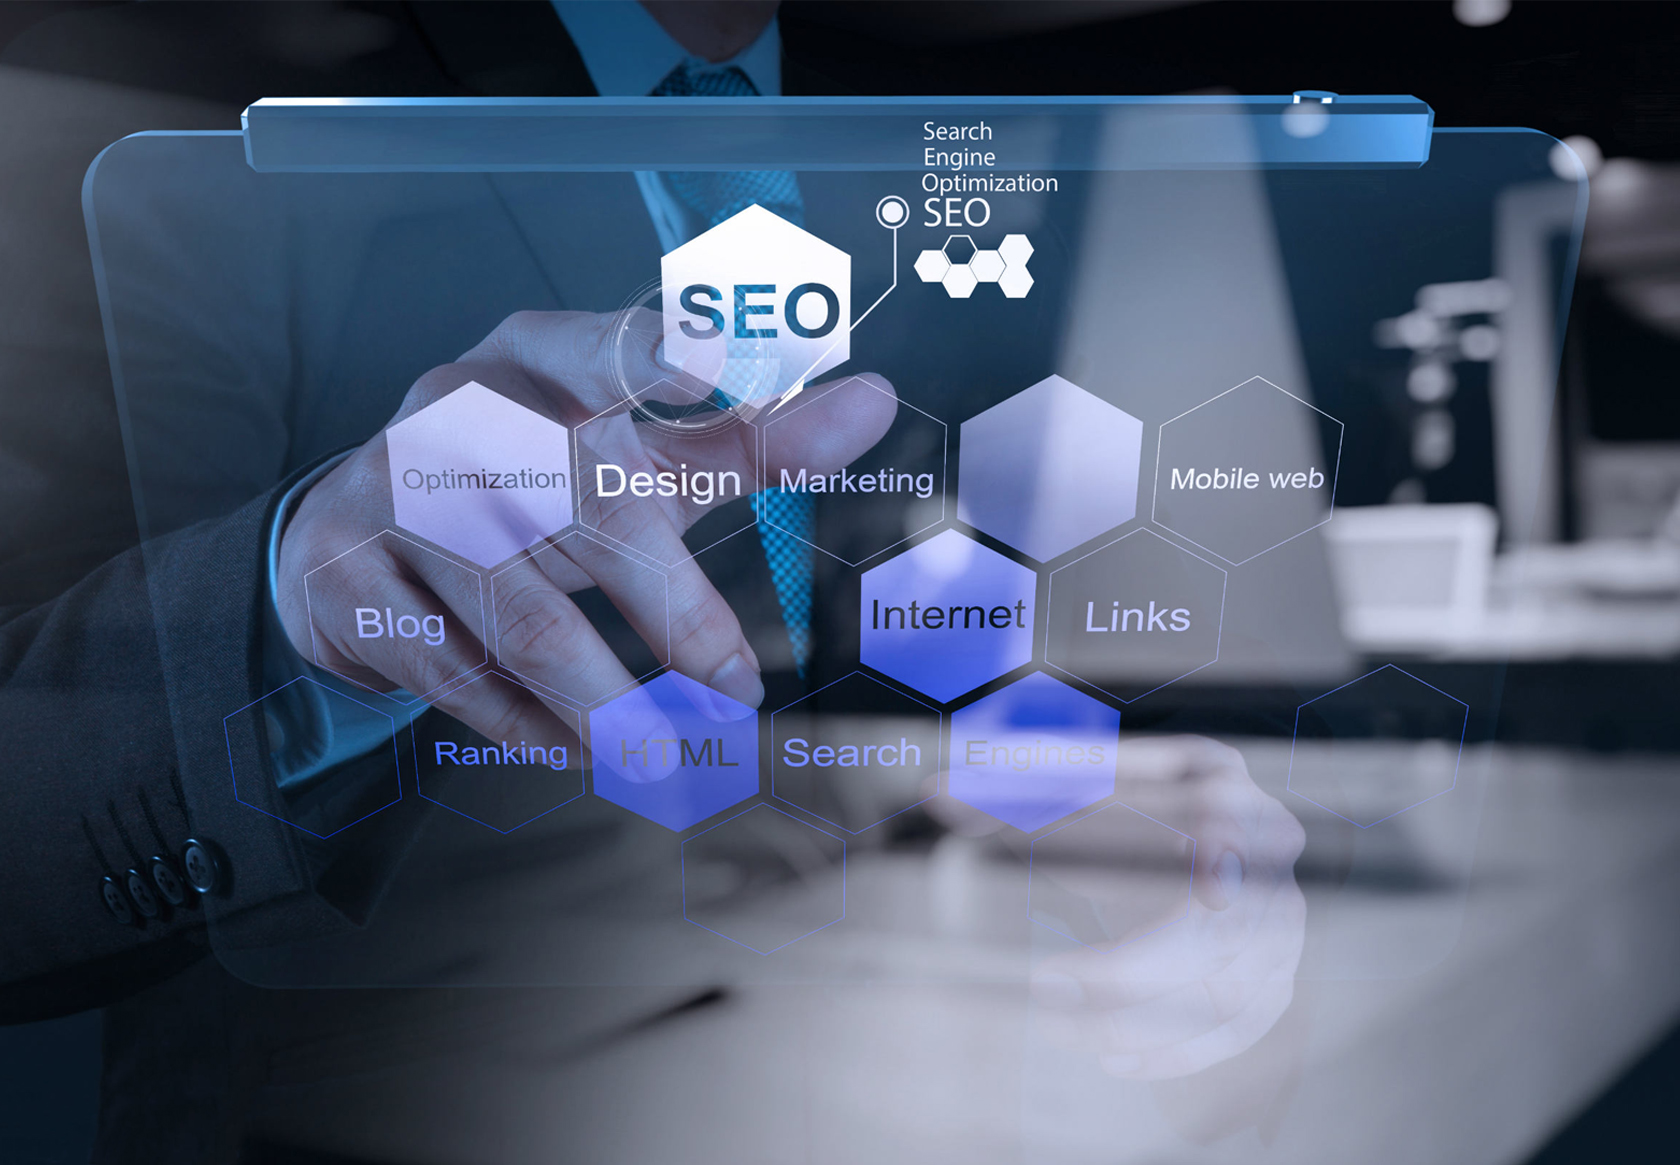 Search
Engine
Optimization
SEO
SEO
Optimization
Design
Marketing
Mobile web
Blog
Internet
Links
Ranking
HTML
Search
Engines